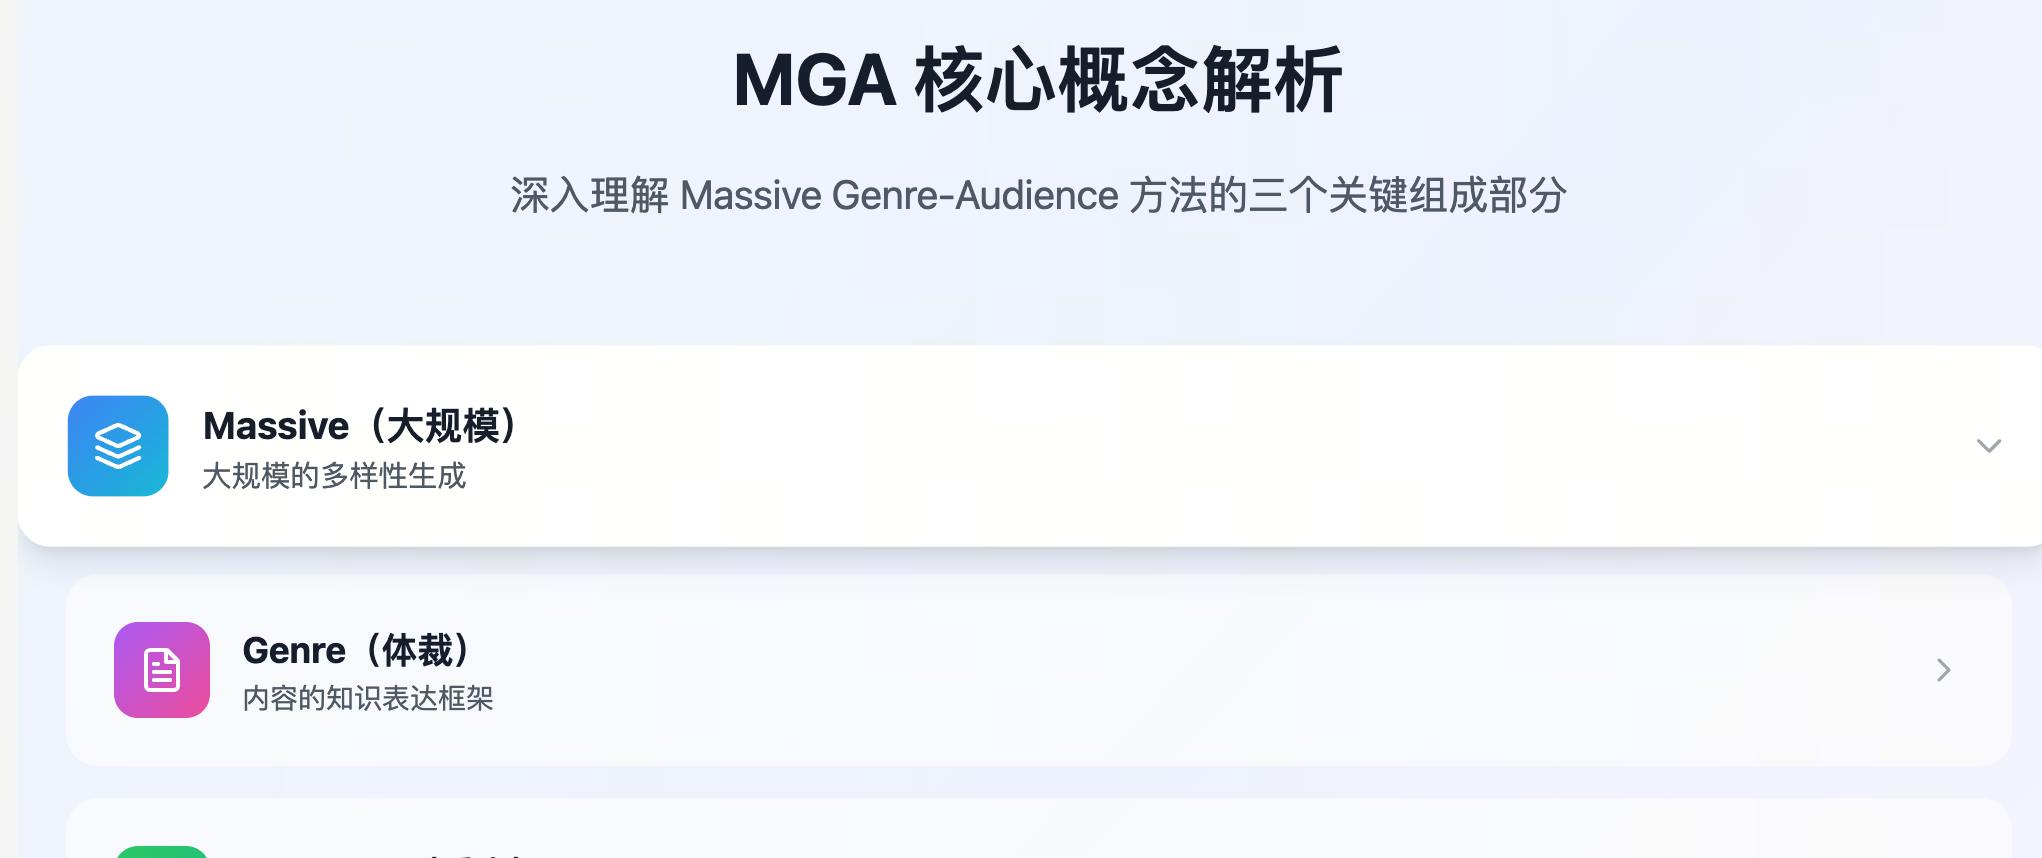 MGA 核心概念解析
深入理解 Massive Genre-Audience 方法的三个关键组成部分
Massive（大规模）
大规模的多样性生成
Genre（体裁）
内容的知识表达框架